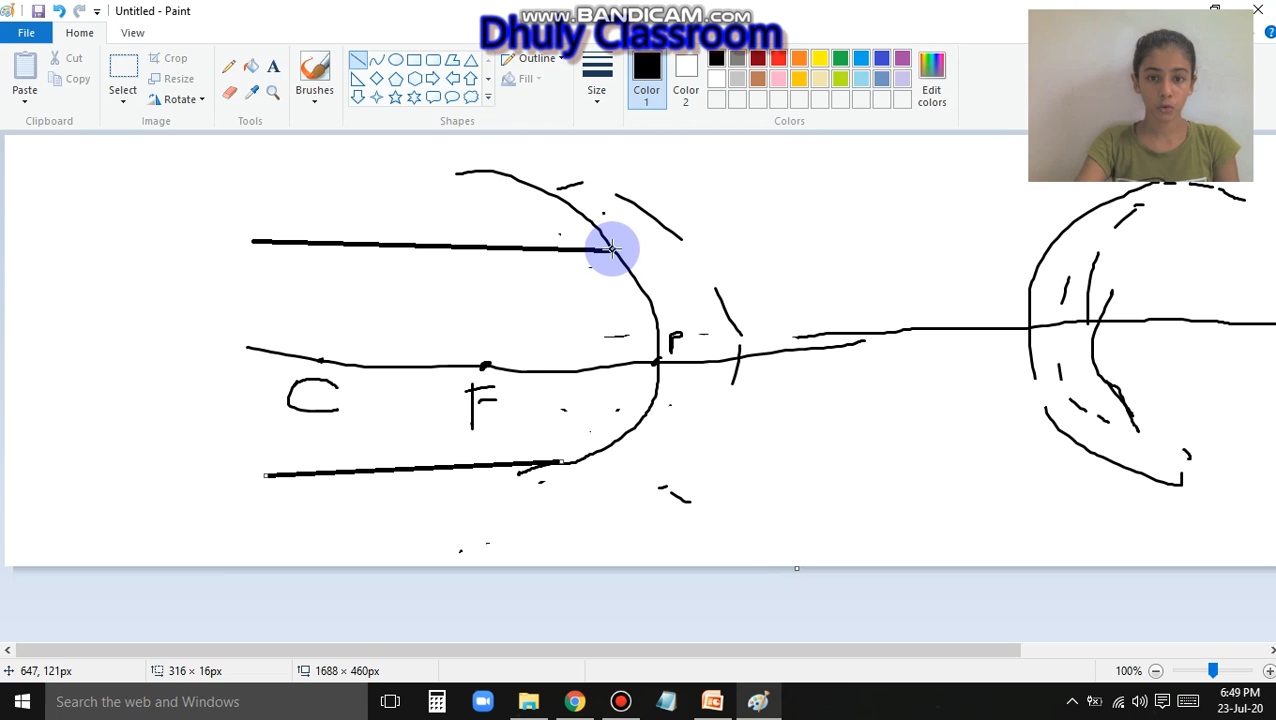 Untitled - Paint
www.BANDICAM.com
Dhuly Classroom
File
Home
View
Paste
Cut
Copy
Clipboard
Select
Crop
Resize
Rotate
Image
Tools
Brushes
Shapes
Outline
Fill
Size
Color
1
Color
2
Edit
colors
Colors
P
C
F
647, 121px
316 × 16px
1688 × 460px
100%
Search the web and Windows
6:49 PM
23-Jul-20